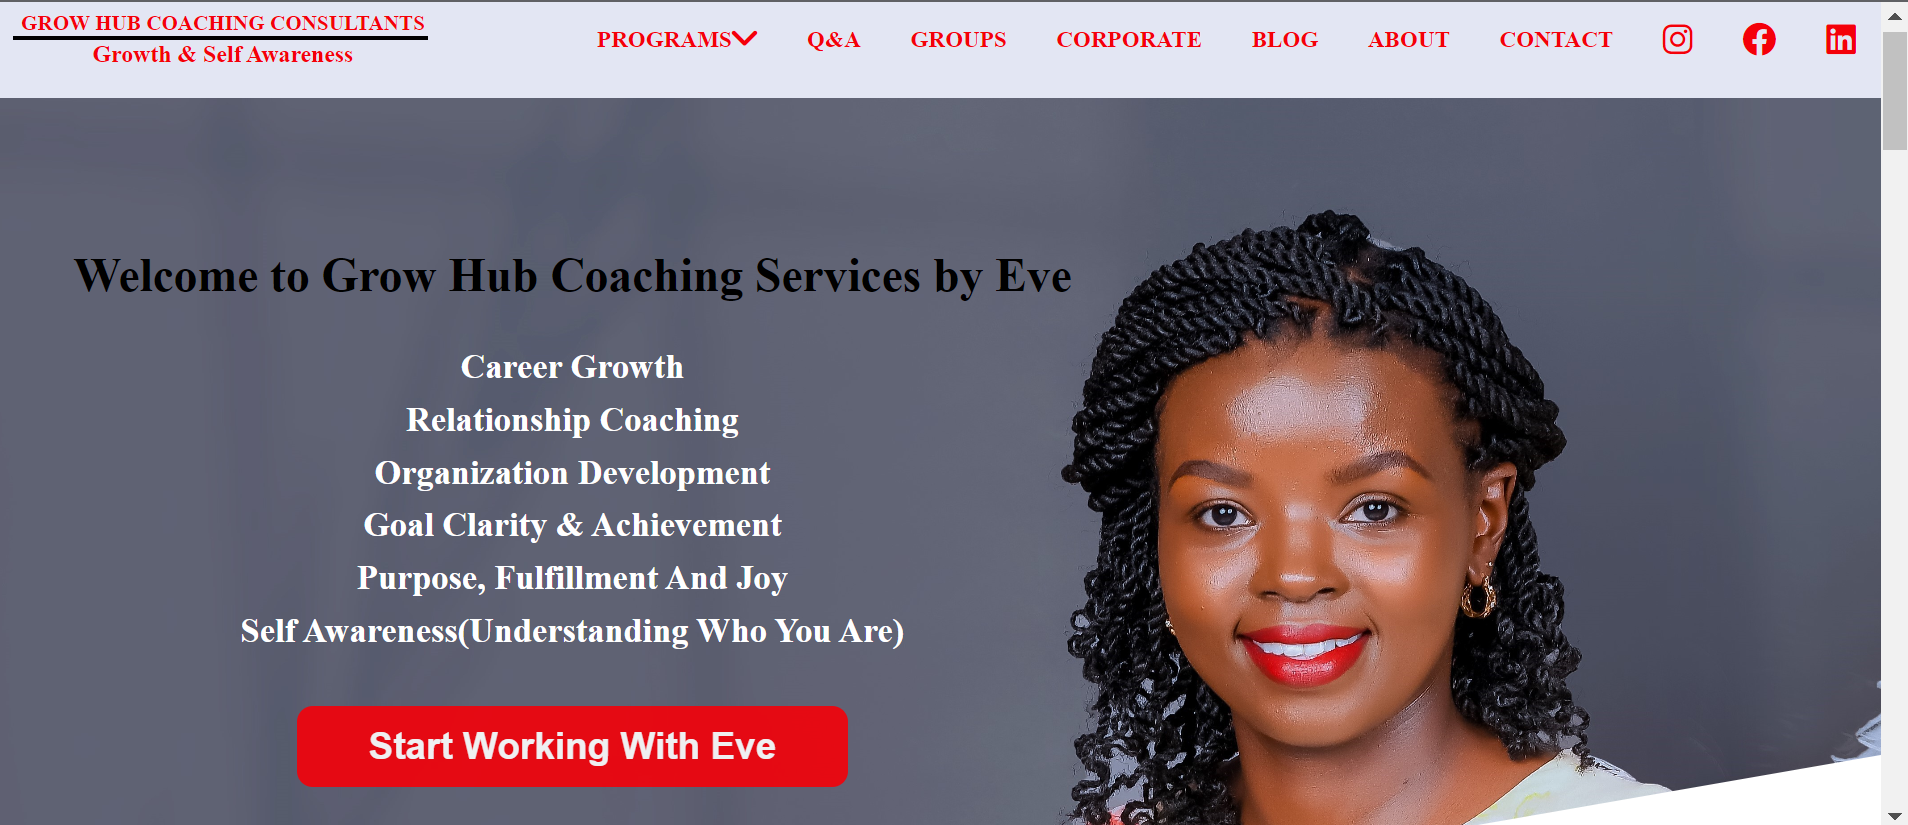 GROW HUB COACHING CONSULTANTS
Growth & Self Awareness
PROGRAMS Q&A GROUPS CORPORATE BLOG ABOUT CONTACT
Welcome to Grow Hub Coaching Services by Eve
Career Growth
Relationship Coaching
Organization Development
Goal Clarity & Achievement
Purpose, Fulfillment And Joy
Self Awareness(Understanding Who You Are)
Start Working With Eve